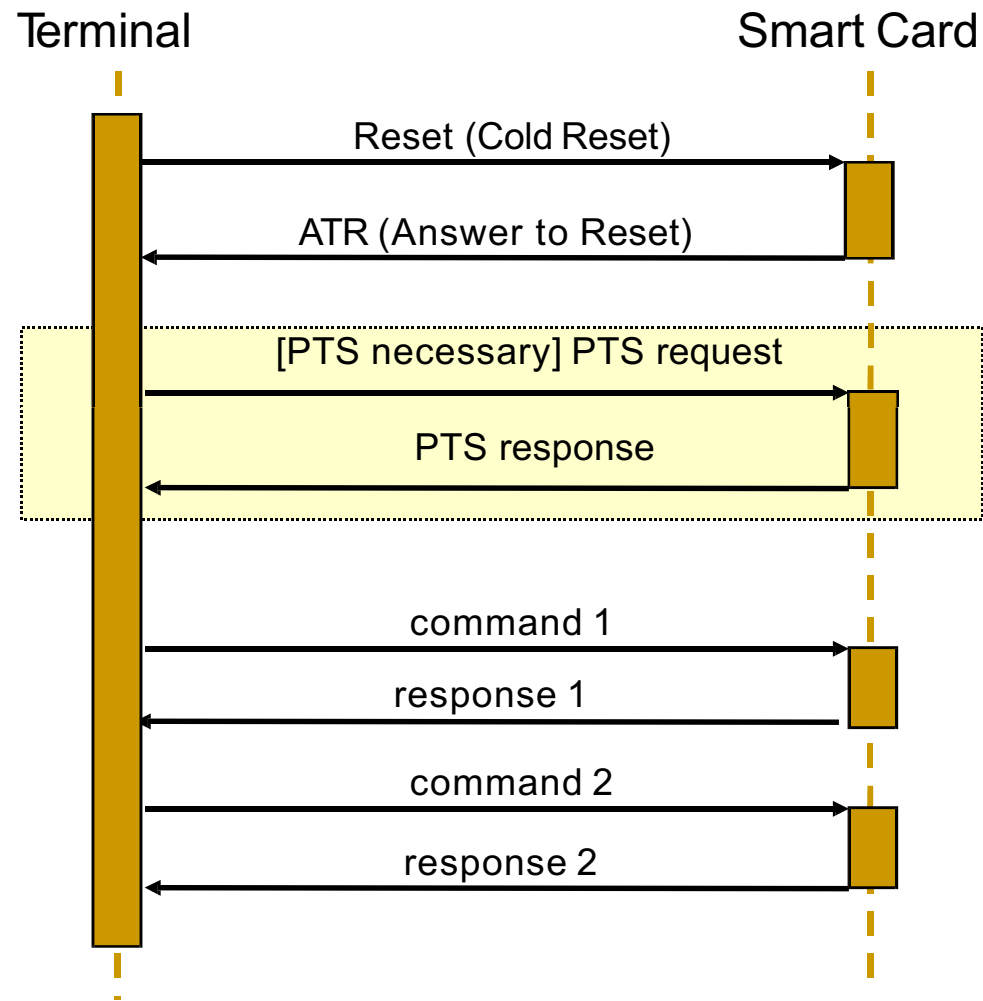 Terminal
Smart Card
Reset (Cold Reset)
ATR (Answer to Reset)
[PTS necessary] PTS request
PTS response
command 1
response 1
command 2
response 2